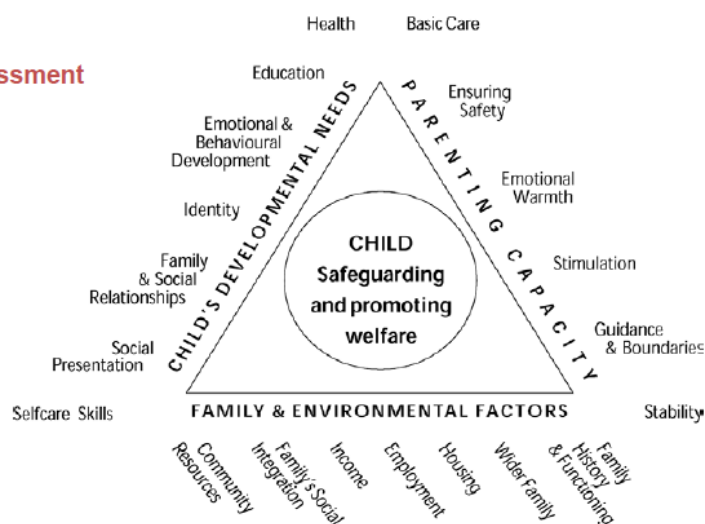 ssment
Health
Education
Emotional &
Behavioural
Development
Identity
Family
& Social
Relationships
Social
Presentation
Selfcare Skills
CHILD'S DEVELOPMENTAL NEEDS
Basic Care
Ensuring
Safety
Emotional
Warmth
Stimulation
Guidance
& Boundaries
Stability
PARENTING CAPACITY
CHILD
Safeguarding
and promoting
welfare
FAMILY & ENVIRONMENTAL FACTORS
Community
Resources
Family's Social
Integration
Income
Employment
Housing
Wider Family
Family
History
& Functioning